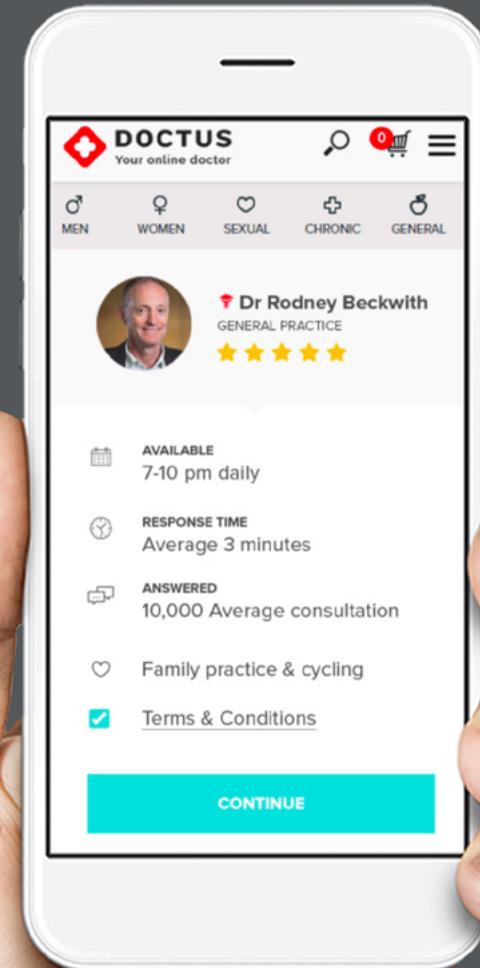 DOCTUS
Your online doctor
0
MEN WOMEN SEXUAL CHRONIC GENERAL
Dr Rodney Beckwith
GENERAL PRACTICE
AVAILABLE
7-10 pm daily
RESPONSE TIME
Average 3 minutes
ANSWERED
10,000 Average consultation
Family practice & cycling
Terms & Conditions
CONTINUE